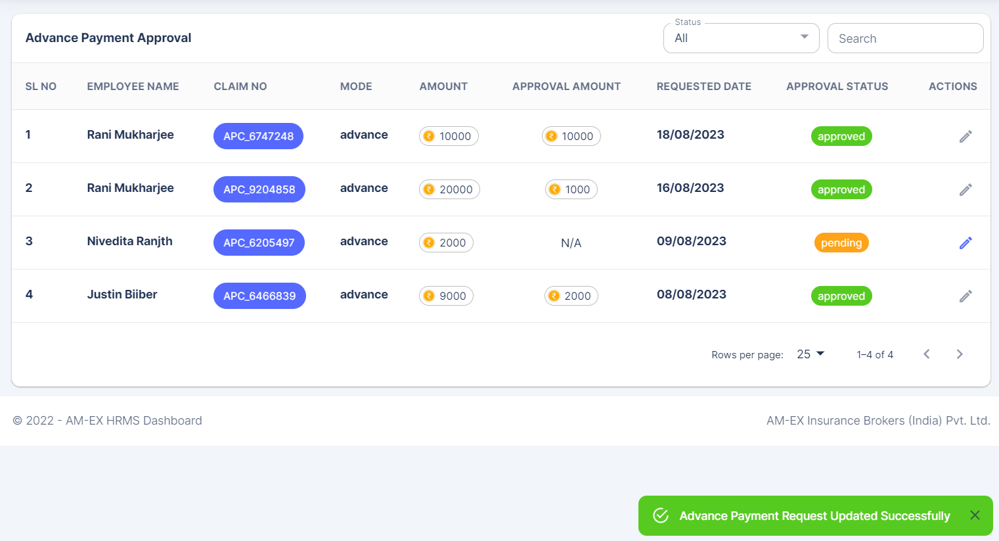 Advance Payment Approval
Status
All
Search
SL NO EMPLOYEE NAME CLAIM NO MODE AMOUNT APPROVAL AMOUNT REQUESTED DATE APPROVAL STATUS ACTIONS
1 Rani Mukharjee APC_6747248 advance ₹ 10000 ₹ 10000 18/08/2023 approved
2 Rani Mukharjee APC_9204858 advance ₹ 20000 ₹ 1000 16/08/2023 approved
3 Nivedita Ranjth APC_6205497 advance ₹ 2000 N/A 09/08/2023 pending
4 Justin Biiber APC_6466839 advance ₹ 9000 ₹ 2000 08/08/2023 approved
Rows per page: 25 1–4 of 4
© 2022 - AM-EX HRMS Dashboard AM-EX Insurance Brokers (India) Pvt. Ltd.
Advance Payment Request Updated Successfully